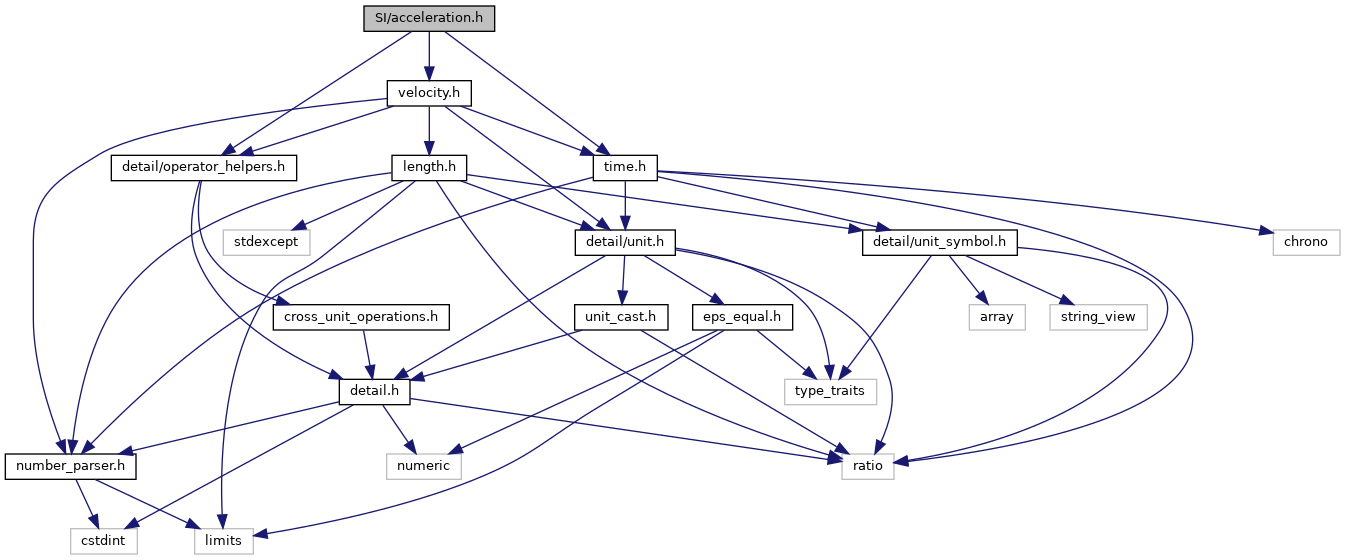 SI/acceleration.h
velocity.h
detail/operator_helpers.h
length.h
time.h
stdexcept
detail/unit.h
detail/unit_symbol.h
chrono
cross_unit_operations.h
unit_cast.h
eps_equal.h
array
string_view
detail.h
type_traits
number_parser.h
numeric
ratio
cstdint
limits